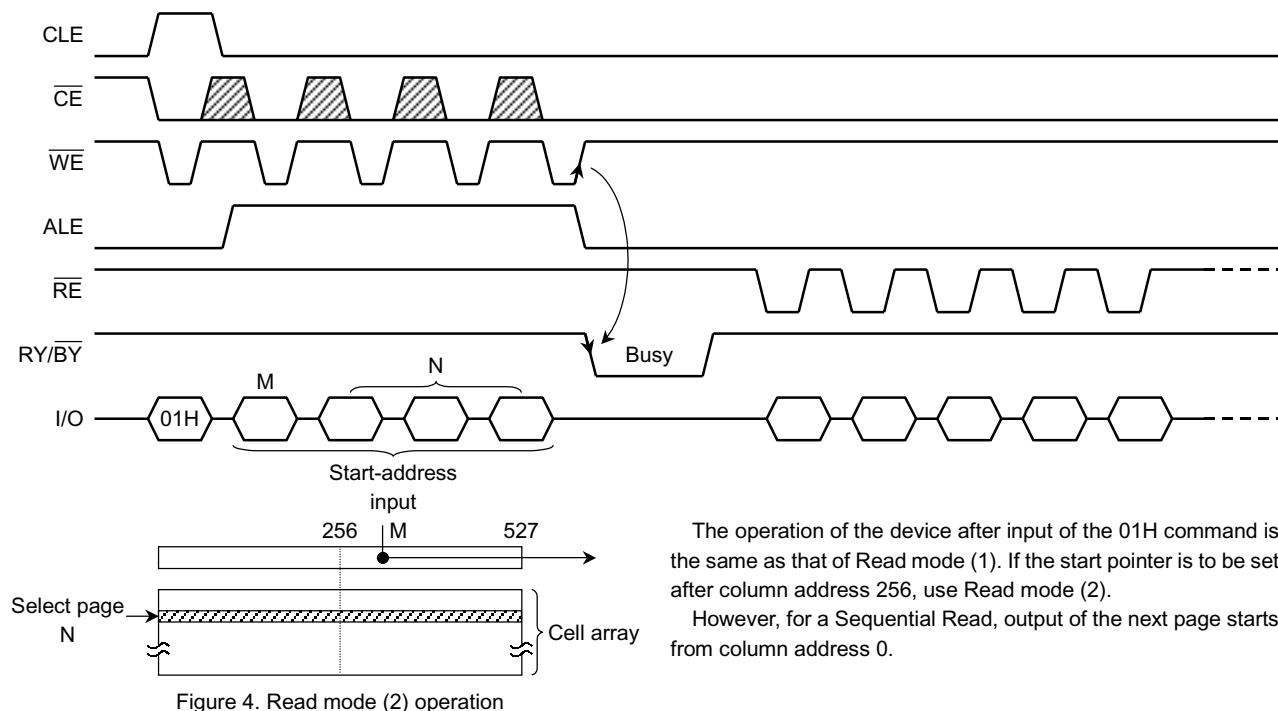 CLE
CE
WE
ALE
RE
RY/BY
Busy
M
N
I/O
01H
Start-address
input
256
M
527
Select page
N
Cell array
Figure 4. Read mode (2) operation
The operation of the device after input of the 01H command is
the same as that of Read mode (1). If the start pointer is to be set
after column address 256, use Read mode (2).
However, for a Sequential Read, output of the next page starts
from column address 0.